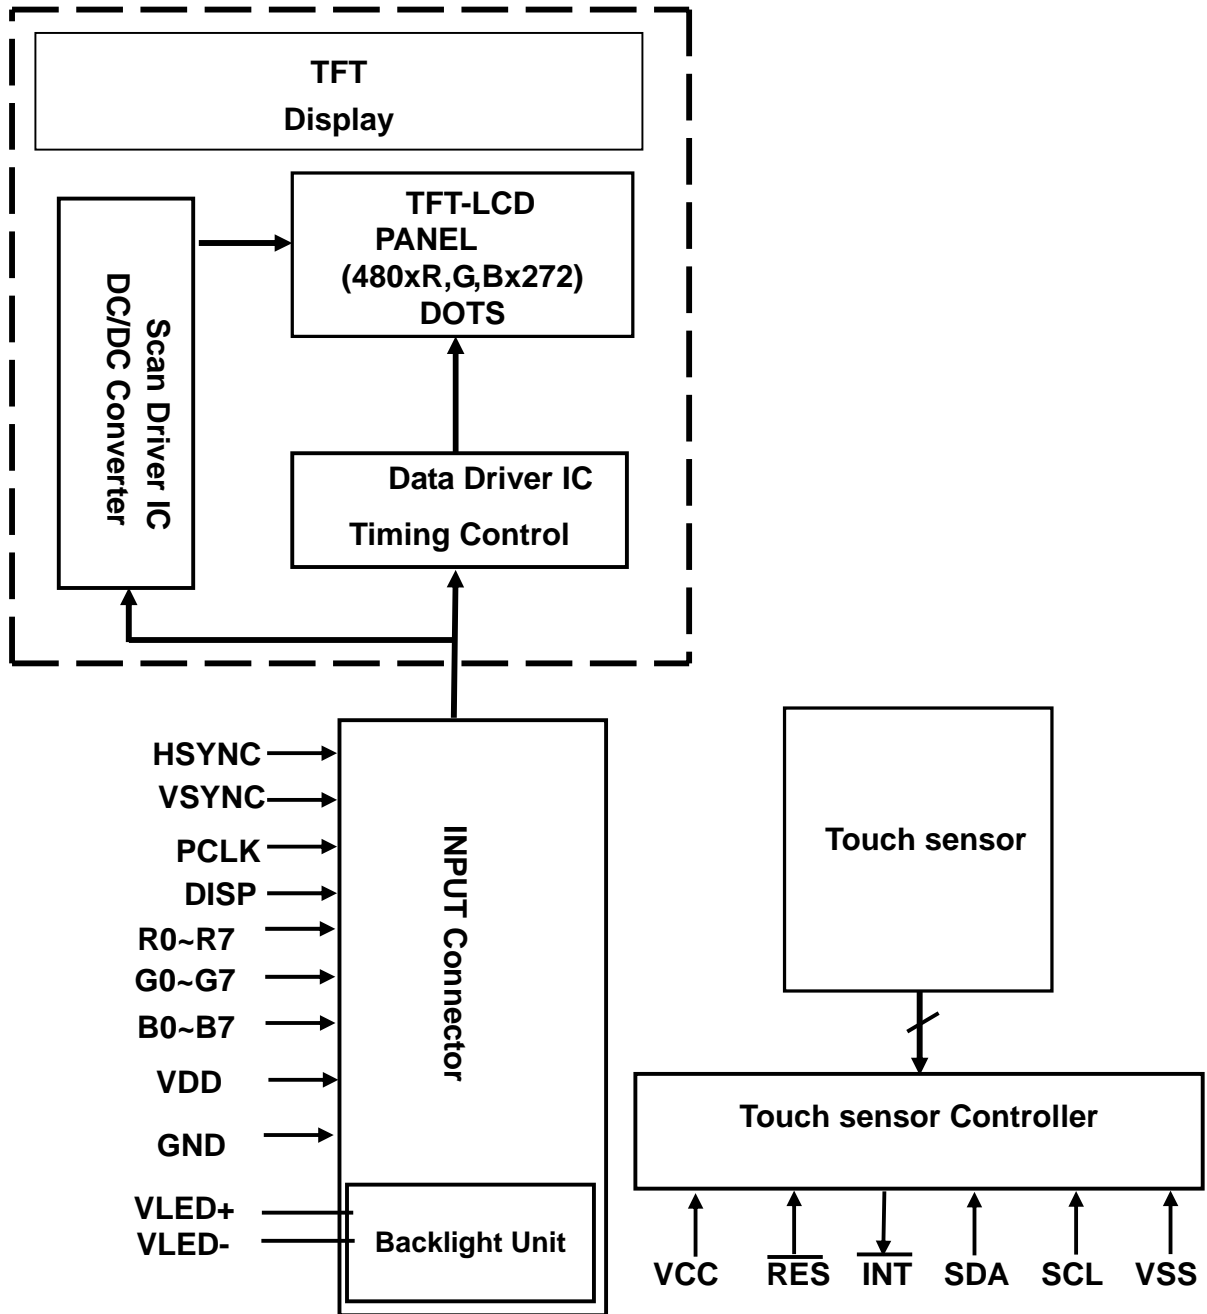 TFT
Display
TFT-LCD
PANEL
(480xR,G,Bx272)
DOTS
Scan Driver IC
DC/DC Converter
Data Driver IC
Timing Control
HSYNC
VSYNC
PCLK
DISP
R0~R7
G0~G7
B0~B7
VDD
GND
VLED+
VLED-
INPUT Connector
Backlight Unit
Touch sensor
Touch sensor Controller
VCC R̅E̅S̅ I̅N̅T̅ SDA SCL VSS